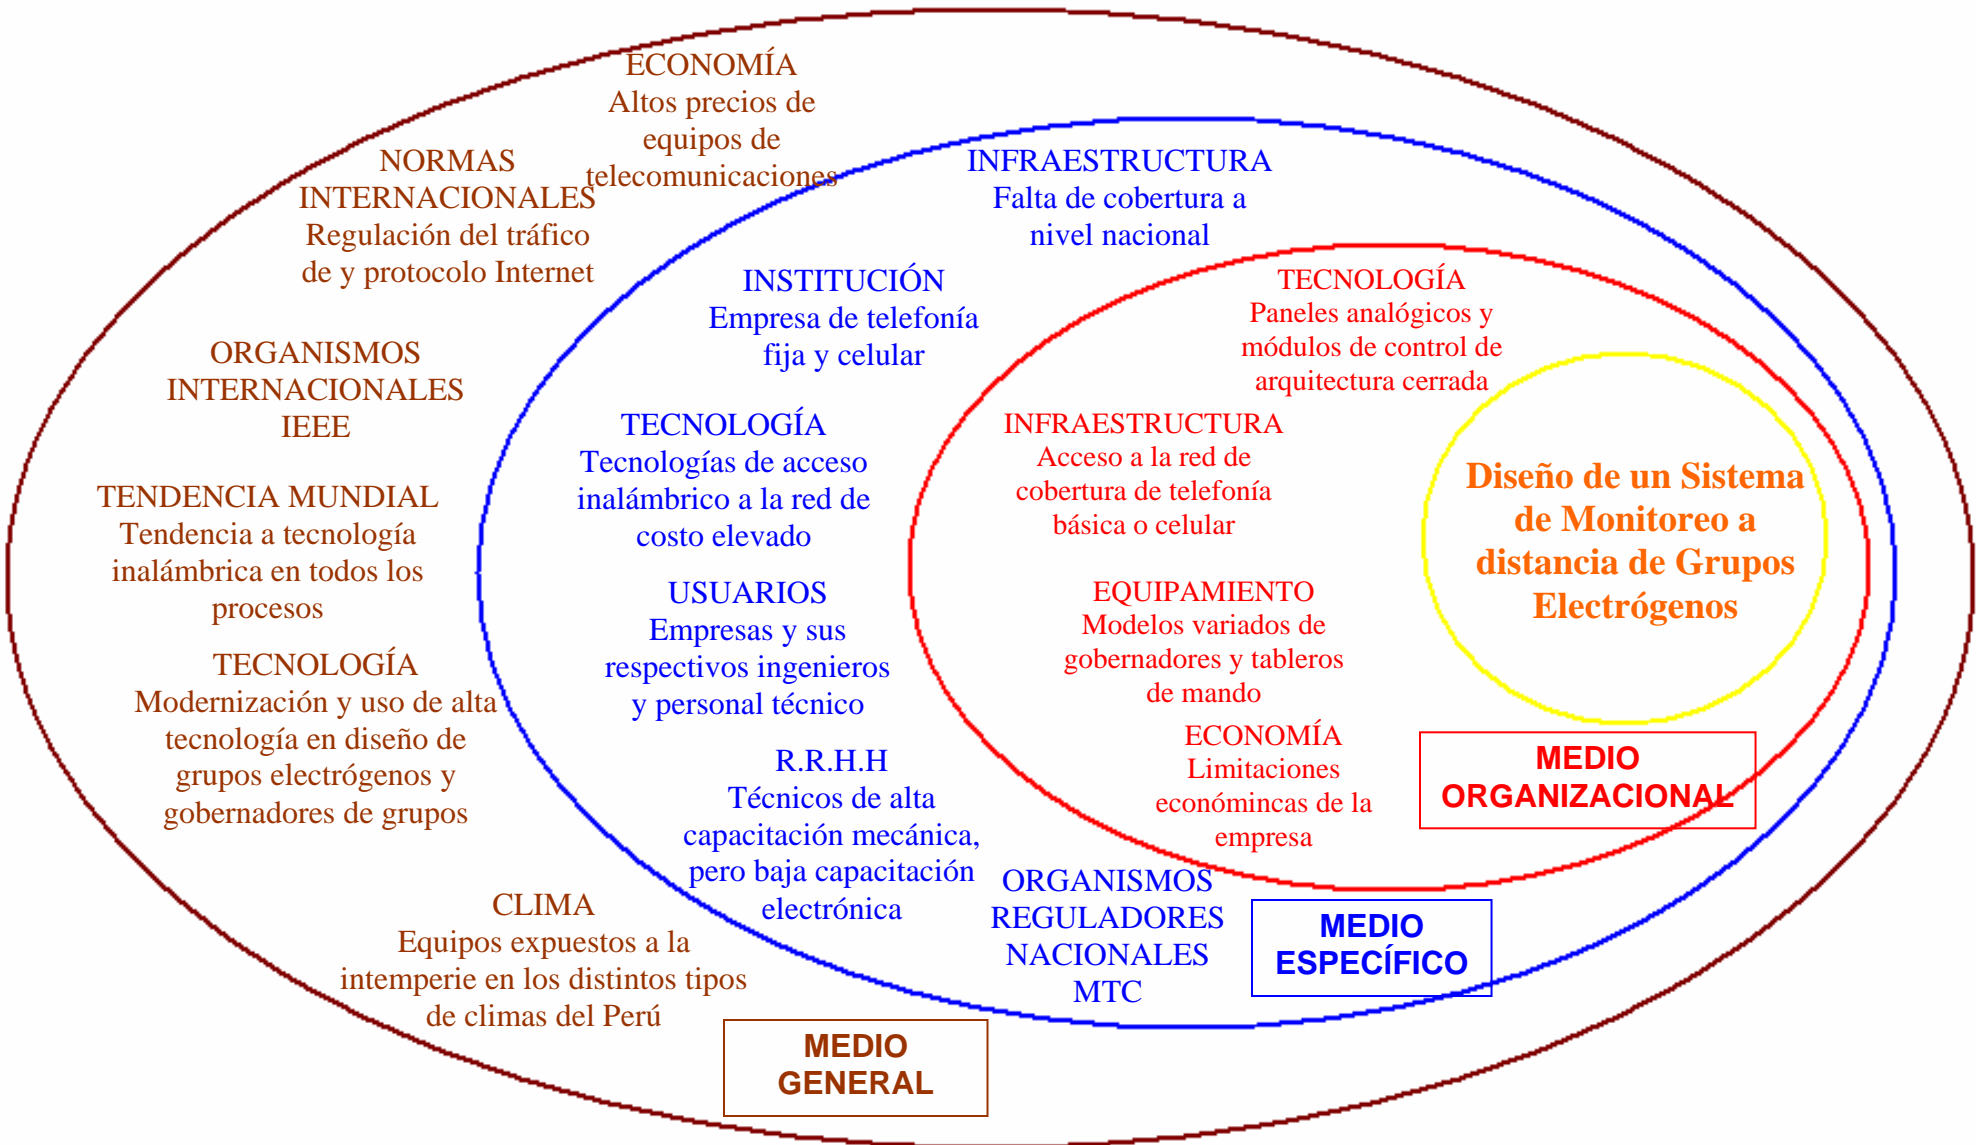 ECONOMÍA
Altos precios de
equipos de
telecomunicaciones
NORMAS
INTERNACIONALES
Regulación del tráfico
de y protocolo Internet
ORGANISMOS
INTERNACIONALES
IEEE
TENDENCIA MUNDIAL
Tendencia a tecnología
inalámbrica en todos los
procesos
TECNOLOGÍA
Modernización y uso de alta
tecnología en diseño de
grupos electrógenos y
gobernadores de grupos
CLIMA
Equipos expuestos a la
intemperie en los distintos tipos
de climas del Perú
MEDIO
GENERAL
INFRAESTRUCTURA
Falta de cobertura a
nivel nacional
INSTITUCIÓN
Empresa de telefonía
fija y celular
TECNOLOGÍA
Tecnologías de acceso
inalámbrico a la red de
costo elevado
USUARIOS
Empresas y sus
respectivos ingenieros
y personal técnico
R.R.H.H
Técnicos de alta
capacitación mecánica,
pero baja capacitación
electrónica
ORGANISMOS
REGULADORES
NACIONALES
MTC
MEDIO
ESPECÍFICO
TECNOLOGÍA
Paneles analógicos y
módulos de control de
arquitectura cerrada
INFRAESTRUCTURA
Acceso a la red de
cobertura de telefonía
básica o celular
EQUIPAMIENTO
Modelos variados de
gobernadores y tableros
de mando
ECONOMÍA
Limitaciones
económincas de la
empresa
MEDIO
ORGANIZACIONAL
Diseño de un Sistema
de Monitoreo a
distancia de Grupos
Electrógenos